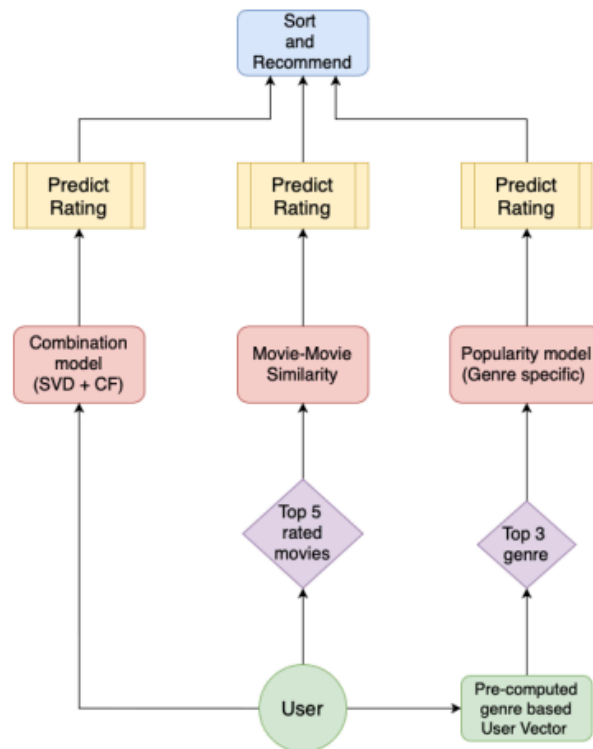 Sort
and
Recommend
Predict
Rating
Predict
Rating
Predict
Rating
Combination
model
(SVD + CF)
Movie-Movie
Similarity
Popularity model
(Genre specific)
Top 5
rated
movies
Top 3
genre
User
Pre-computed
genre based
User Vector